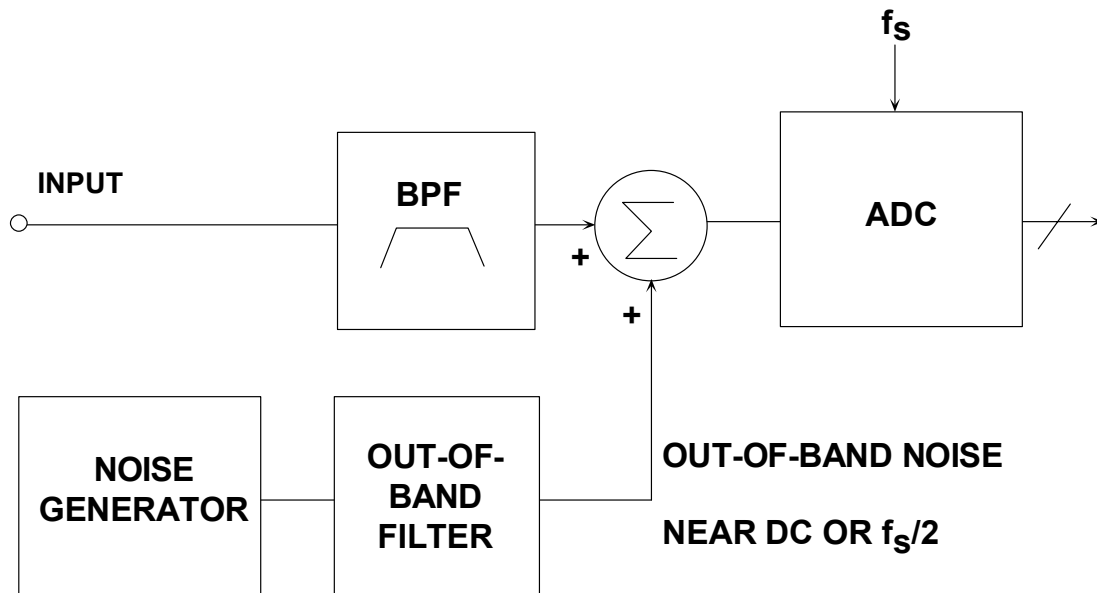 fs
INPUT
BPF
Σ
ADC
+
+
NOISE
GENERATOR
OUT-OF-
BAND
FILTER
OUT-OF-BAND NOISE
NEAR DC OR fs/2